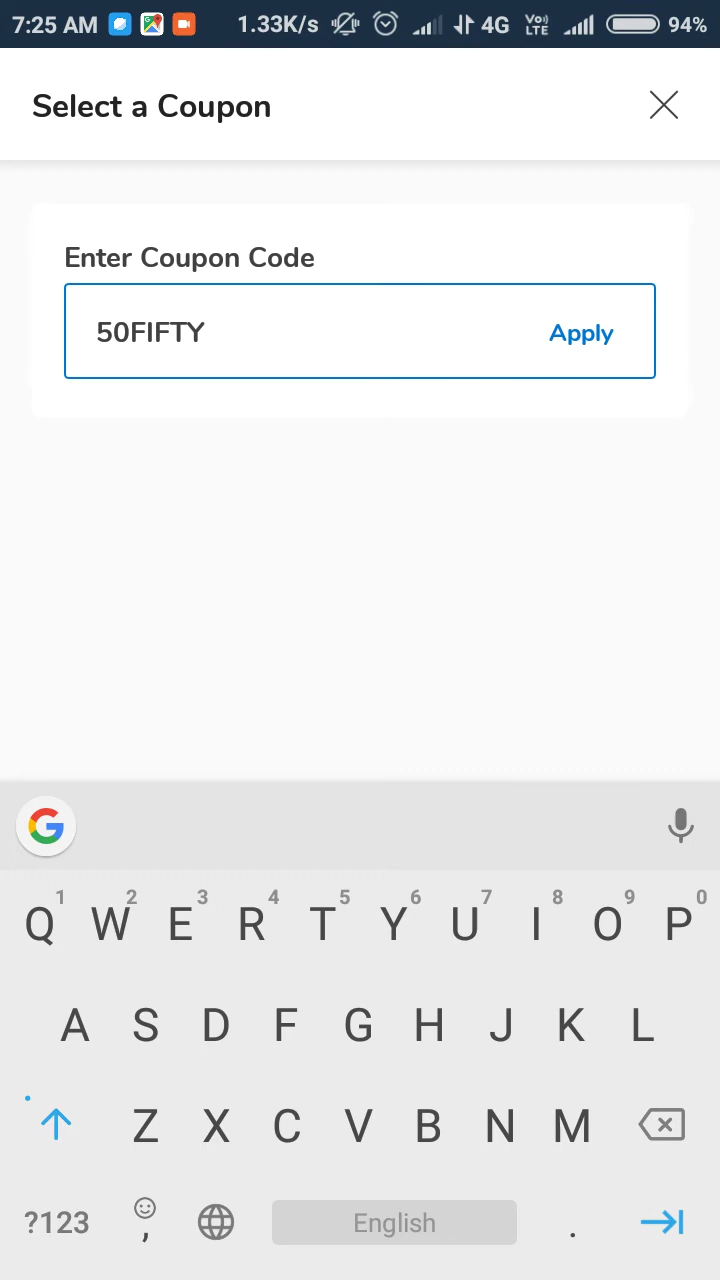 7:25 AM 1.33K/s 4G VoLTE 94%
Select a Coupon
Enter Coupon Code
50FIFTY Apply
G
1 2 3 4 5 6 7 8 9 0
Q W E R T Y U I O P
A S D F G H J K L
Z X C V B N M
?123 , English .